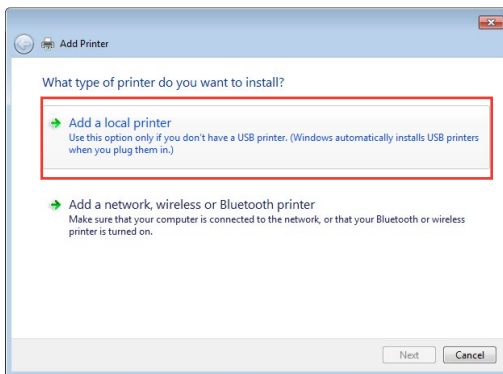 Add Printer
What type of printer do you want to install?
Add a local printer
Use this option only if you don't have a USB printer. (Windows automatically installs USB printers
when you plug them in.)
Add a network, wireless or Bluetooth printer
Make sure that your computer is connected to the network, or that your Bluetooth or wireless
printer is turned on.
Next Cancel